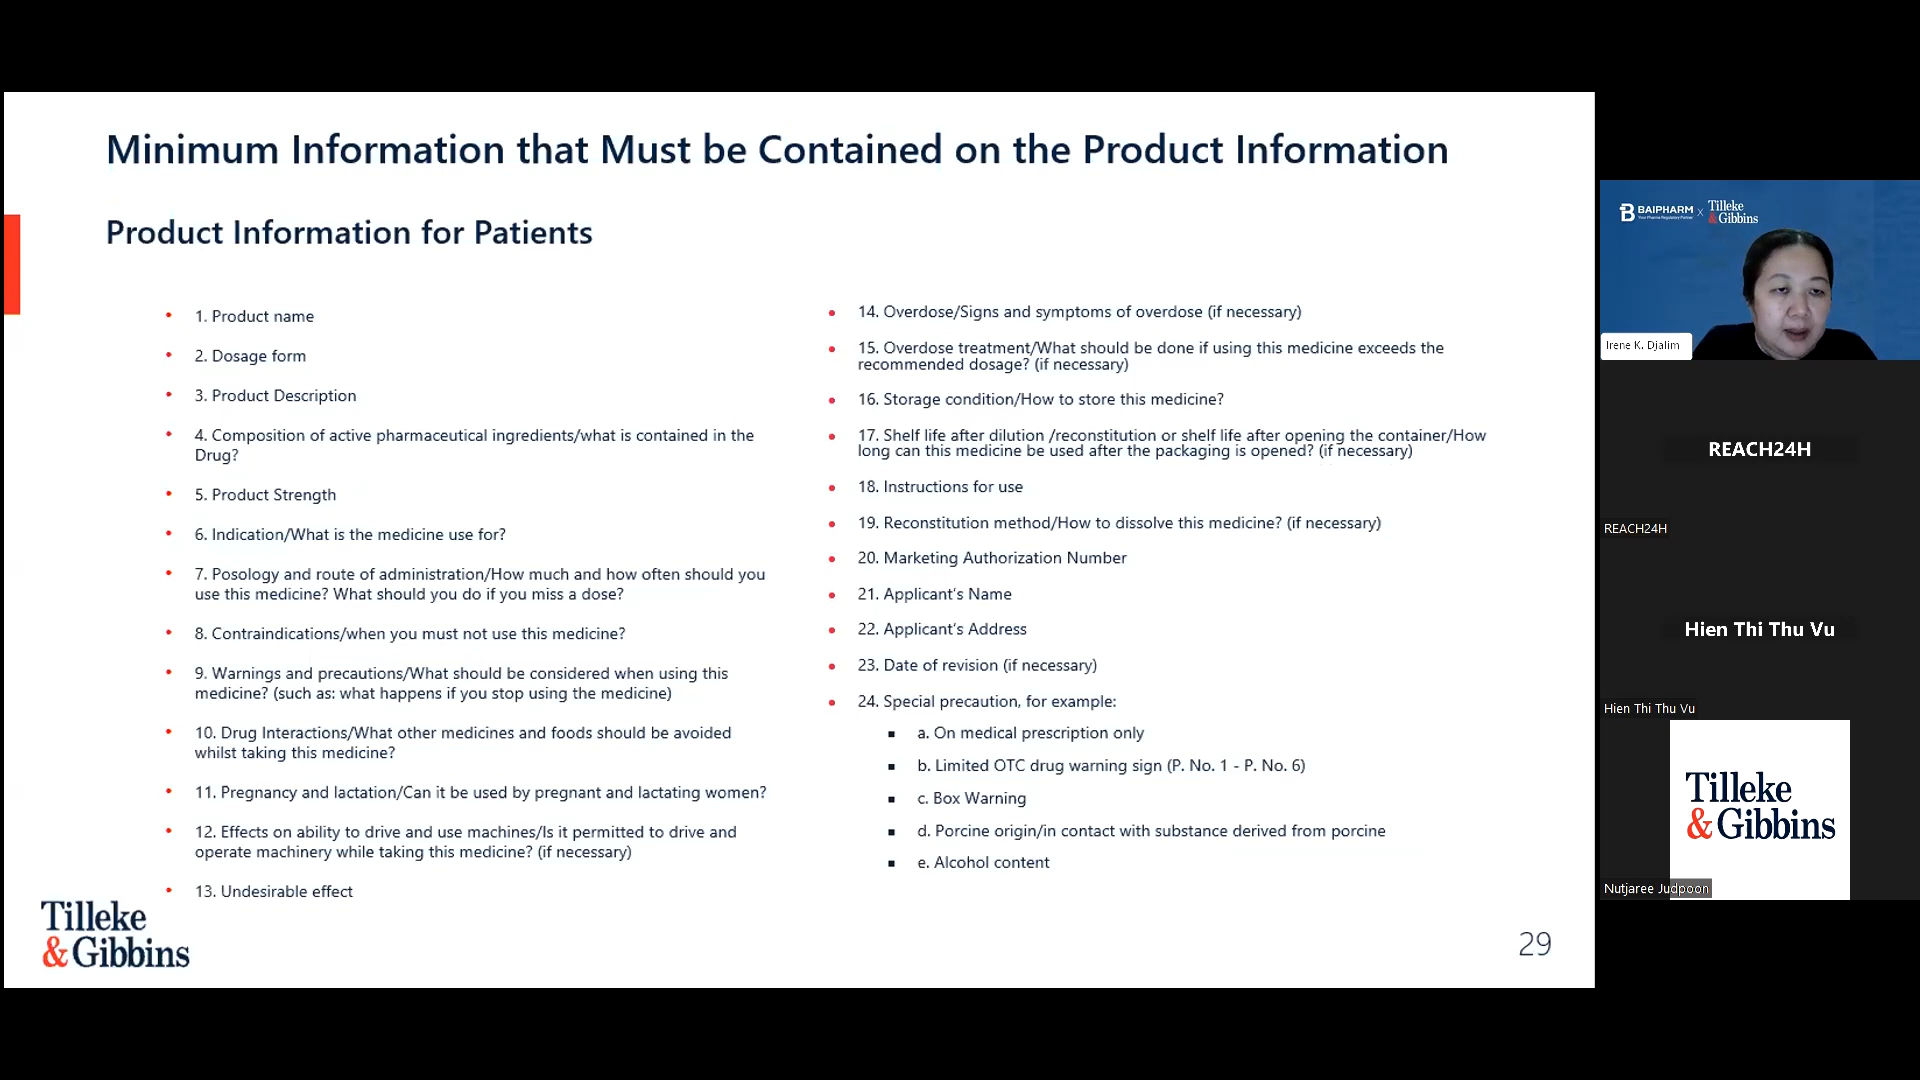 Minimum Information that Must be Contained on the Product Information
Product Information for Patients
• 1. Product name
• 2. Dosage form
• 3. Product Description
• 4. Composition of active pharmaceutical ingredients/what is contained in the
Drug?
• 5. Product Strength
• 6. Indication/What is the medicine use for?
• 7. Posology and route of administration/How much and how often should you
use this medicine? What should you do if you miss a dose?
• 8. Contraindications/when you must not use this medicine?
• 9. Warnings and precautions/What should be considered when using this
medicine? (such as: what happens if you stop using the medicine)
• 10. Drug Interactions/What other medicines and foods should be avoided
whilst taking this medicine?
• 11. Pregnancy and lactation/Can it be used by pregnant and lactating women?
• 12. Effects on ability to drive and use machines/Is it permitted to drive and
operate machinery while taking this medicine? (if necessary)
• 13. Undesirable effect
• 14. Overdose/Signs and symptoms of overdose (if necessary)
• 15. Overdose treatment/What should be done if using this medicine exceeds the
recommended dosage? (if necessary)
• 16. Storage condition/How to store this medicine?
• 17. Shelf life after dilution /reconstitution or shelf life after opening the container/How
long can this medicine be used after the packaging is opened? (if necessary)
• 18. Instructions for use
• 19. Reconstitution method/How to dissolve this medicine? (if necessary)
• 20. Marketing Authorization Number
• 21. Applicant's Name
• 22. Applicant's Address
• 23. Date of revision (if necessary)
• 24. Special precaution, for example:
▪ a. On medical prescription only
▪ b. Limited OTC drug warning sign (P. No. 1 - P. No. 6)
▪ c. Box Warning
▪ d. Porcine origin/in contact with substance derived from porcine
▪ e. Alcohol content
Tilleke
&Gibbins
29
BAIPHARM x Tilleke
&Gibbins
Your Pharma Regulatory Partner
Irene K. Djalim
REACH24H
REACH24H
Hien Thi Thu Vu
Hien Thi Thu Vu
Tilleke
&Gibbins
Nutjaree Judpoon